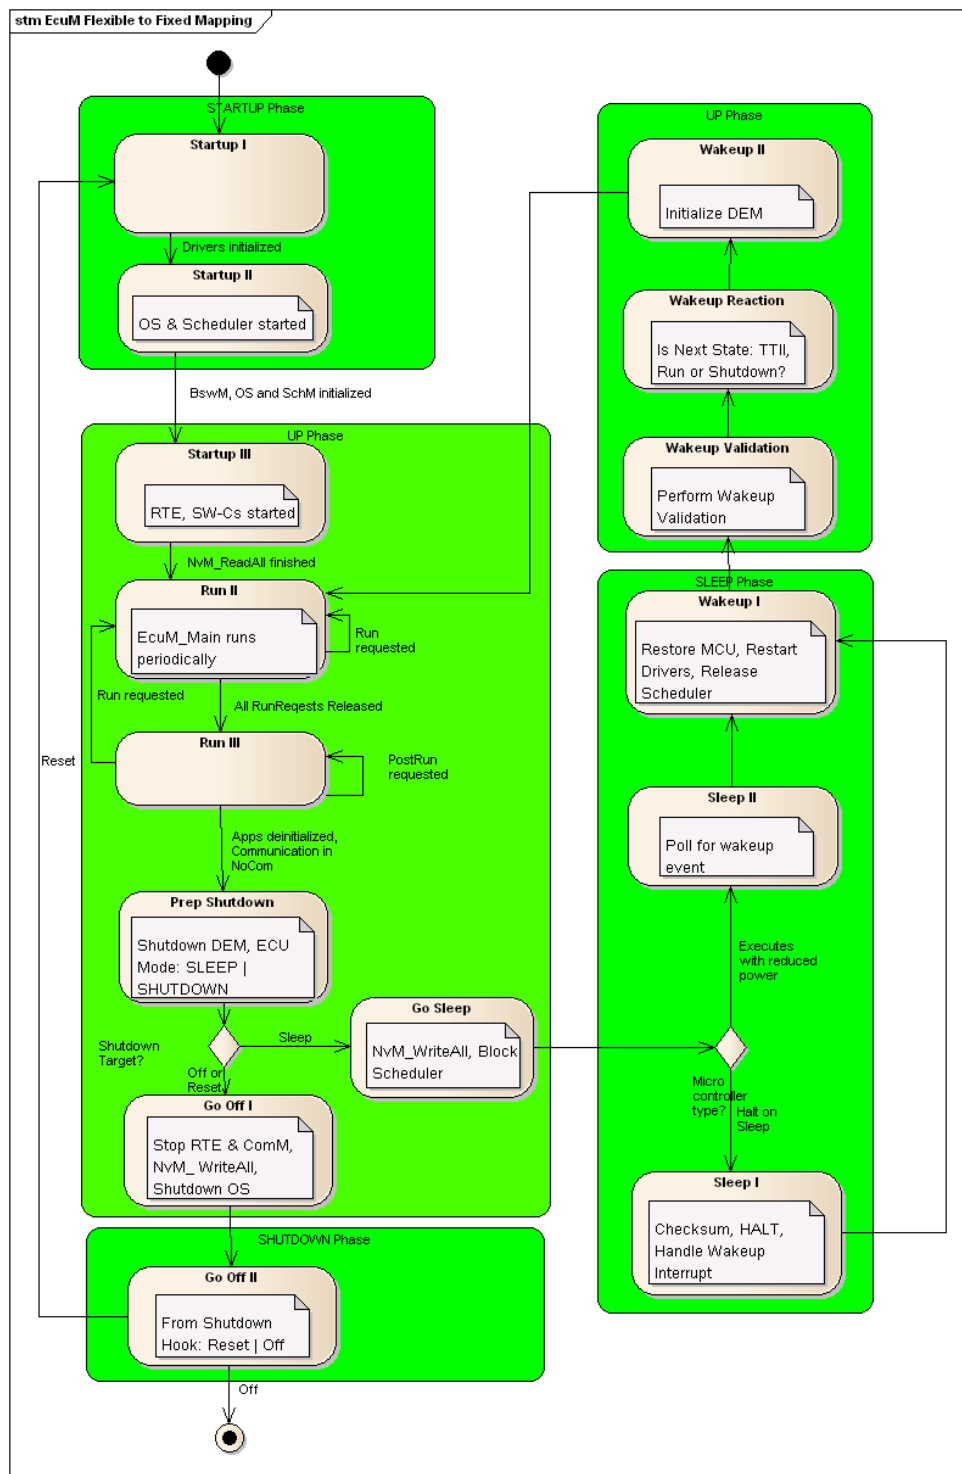 stm EcuM Flexible to Fixed Mapping
STARTUP Phase
Startup I
Drivers initialized
Startup II
OS & Scheduler started
BswM, OS and SchM initialized
UP Phase
Startup III
RTE, SW-Cs started
NvM_ReadAll finished
Run II
EcuM_Main runs
periodically
Run
requested
Run requested
All RunReqests Released
Run III
PostRun
requested
Reset
Apps deinitialized,
Communication in
NoCom
Prep Shutdown
Shutdown DEM, ECU
Mode: SLEEP |
SHUTDOWN
Shutdown
Target?
Sleep
Off or
Reset
Go Sleep
NvM_WriteAll, Block
Scheduler
Go Off I
Stop RTE & ComM,
NvM_ WriteAll,
Shutdown OS
SHUTDOWN Phase
Go Off II
From Shutdown
Hook: Reset | Off
Off
UP Phase
Wakeup II
Initialize DEM
Wakeup Reaction
Is Next State: TTII,
Run or Shutdown?
Wakeup Validation
Perform Wakeup
Validation
SLEEP Phase
Wakeup I
Restore MCU, Restart
Drivers, Release
Scheduler
Sleep II
Poll for wakeup
event
Executes
with reduced
power
Micro
controller
type?
Halt on
Sleep
Sleep I
Checksum, HALT,
Handle Wakeup
Interrupt